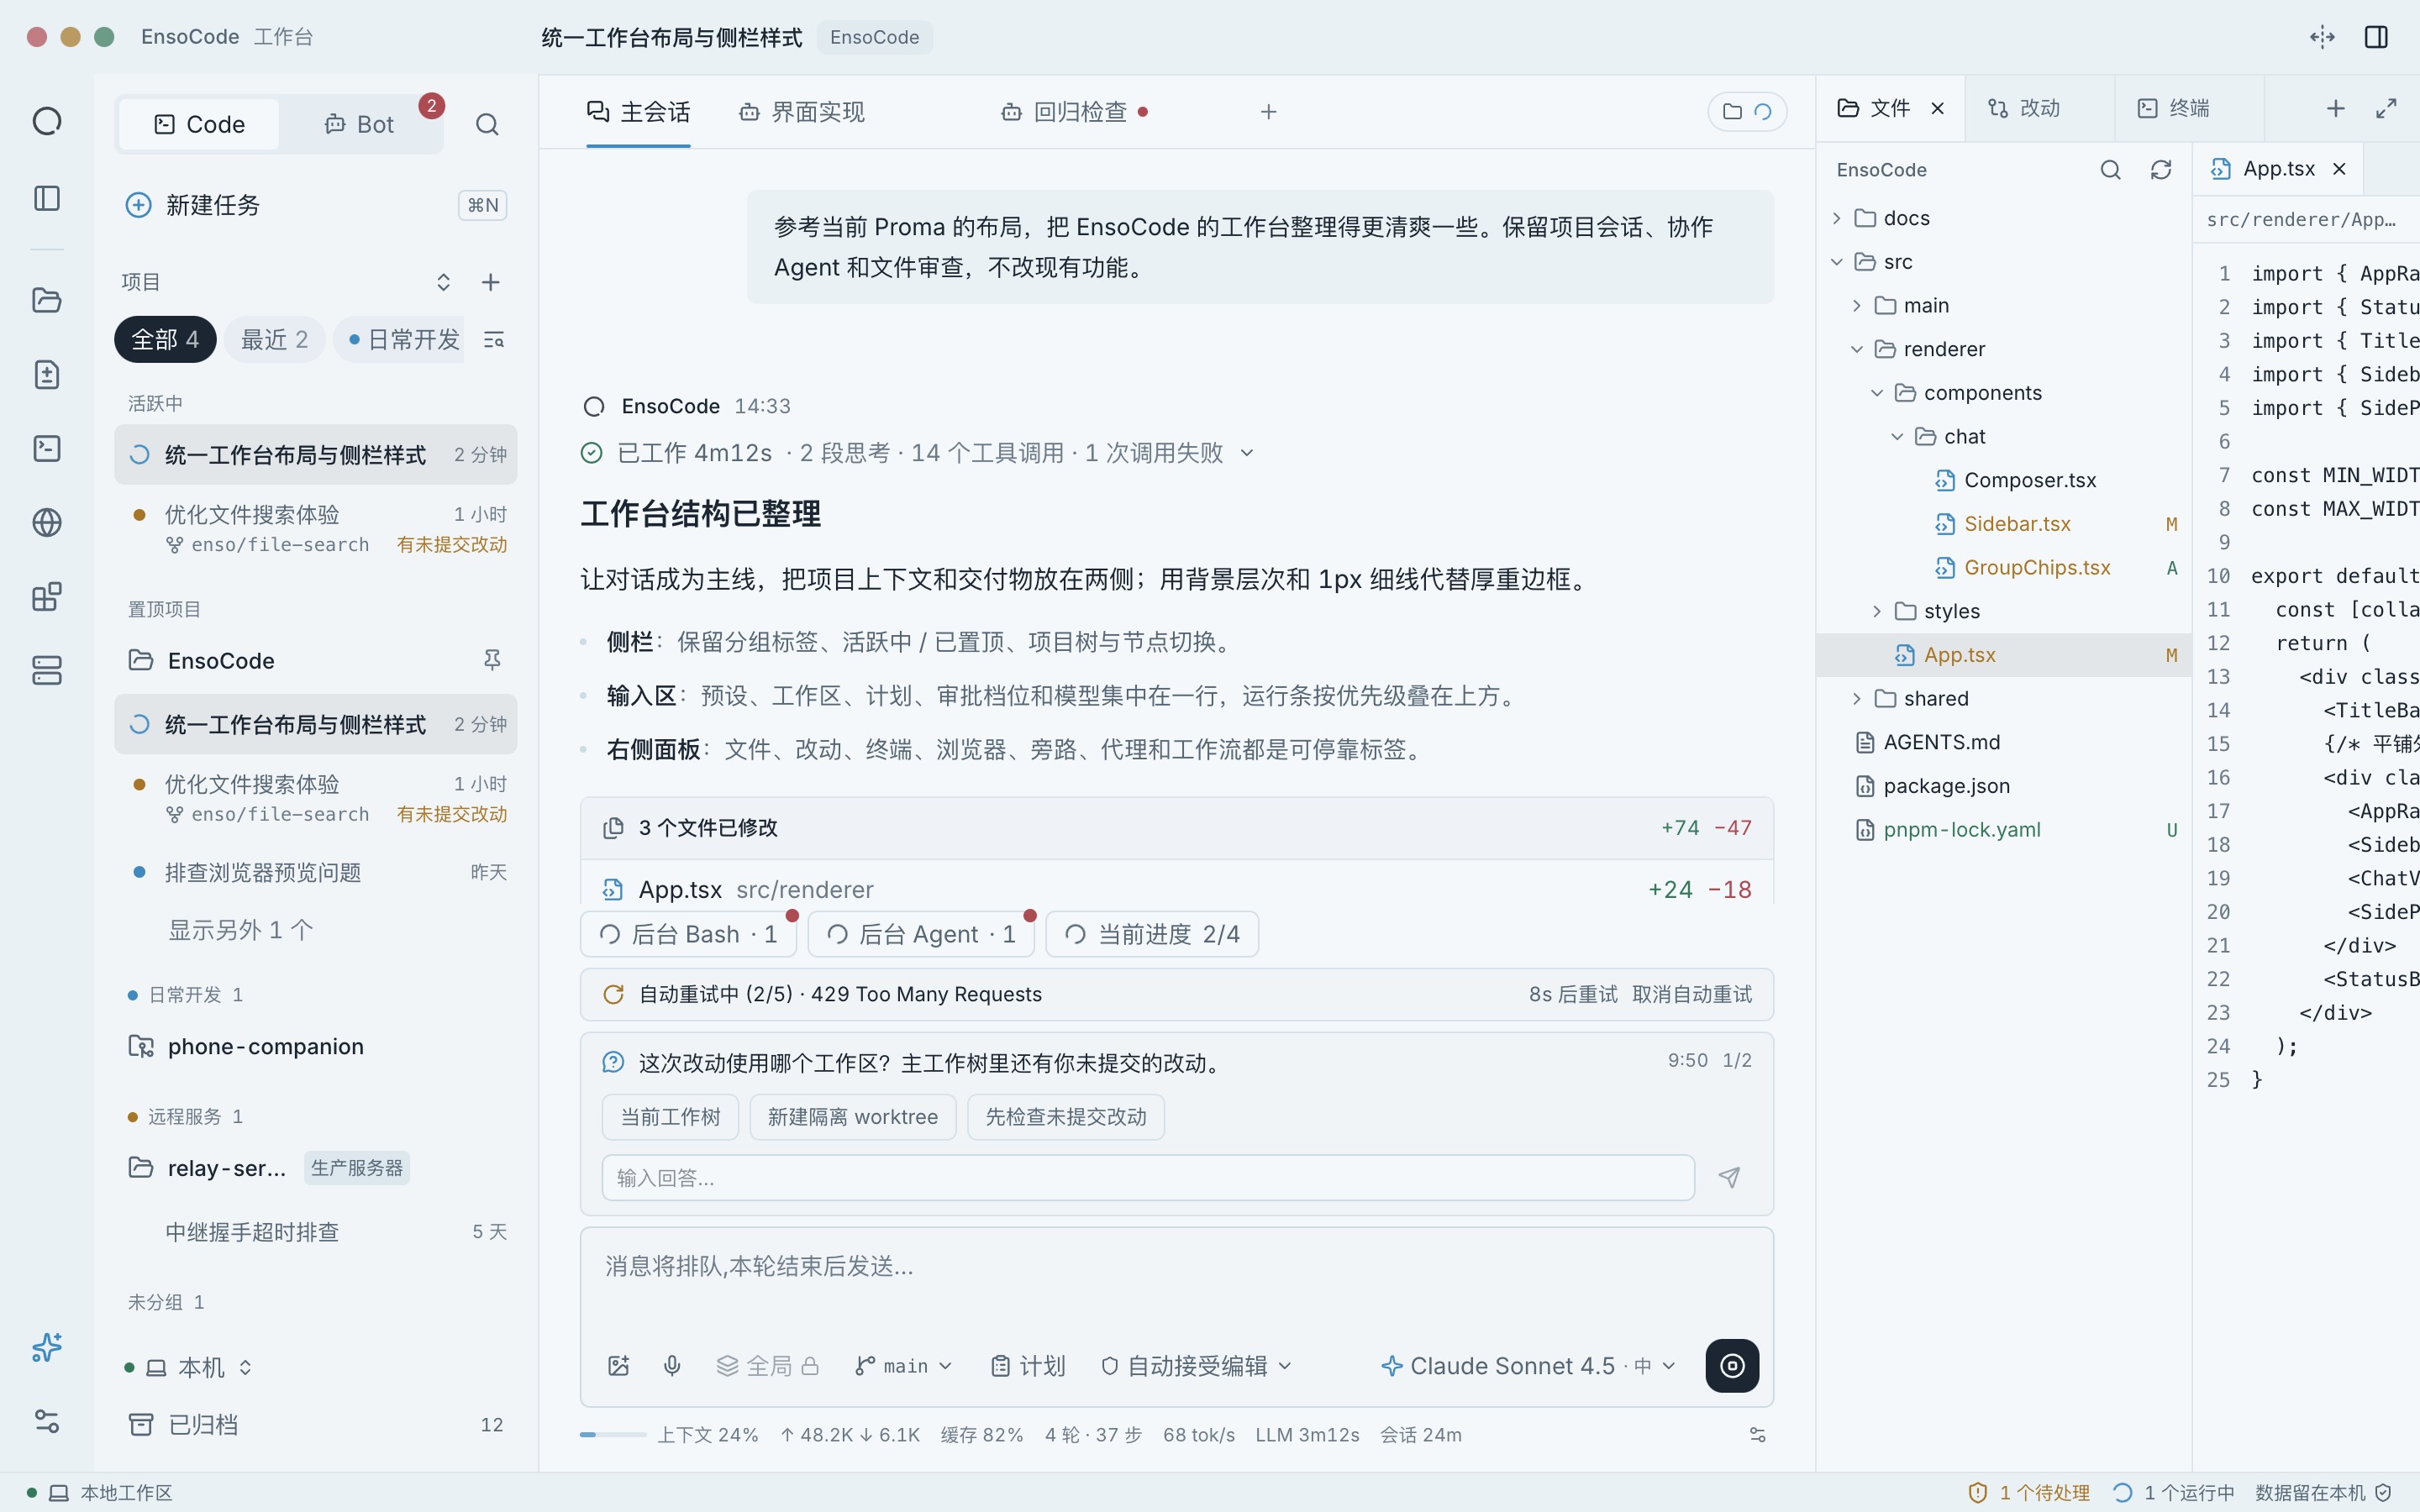 EnsoCode 工作台
统一工作台布局与侧栏样式 EnsoCode
Code
Bot 2
新建任务 ⌘N
项目
全部 4
最近 2
日常开发
活跃中
统一工作台布局与侧栏样式 2 分钟
优化文件搜索体验 1 小时
enso/file-search 有未提交改动
置顶项目
EnsoCode
统一工作台布局与侧栏样式 2 分钟
优化文件搜索体验 1 小时
enso/file-search 有未提交改动
排查浏览器预览问题 昨天
显示另外 1 个
日常开发 1
phone-companion
远程服务 1
relay-ser... 生产服务器
中继握手超时排查 5 天
未分组 1
本机
已归档 12
主会话
界面实现
回归检查
参考当前 Proma 的布局，把 EnsoCode 的工作台整理得更清爽一些。保留项目会话、协作
Agent 和文件审查，不改现有功能。
EnsoCode 14:33
已工作 4m12s · 2 段思考 · 14 个工具调用 · 1 次调用失败
工作台结构已整理
让对话成为主线，把项目上下文和交付物放在两侧；用背景层次和 1px 细线代替厚重边框。
侧栏：保留分组标签、活跃中 / 已置顶、项目树与节点切换。
输入区：预设、工作区、计划、审批档位和模型集中在一行，运行条按优先级叠在上方。
右侧面板：文件、改动、终端、浏览器、旁路、代理和工作流都是可停靠标签。
3 个文件已修改 +74 −47
App.tsx src/renderer +24 −18
后台 Bash · 1
后台 Agent · 1
当前进度 2/4
自动重试中 (2/5) · 429 Too Many Requests 8s 后重试 取消自动重试
这次改动使用哪个工作区？主工作树里还有你未提交的改动。 9:50 1/2
当前工作树
新建隔离 worktree
先检查未提交改动
输入回答...
消息将排队,本轮结束后发送...
全局
main
计划
自动接受编辑
Claude Sonnet 4.5 · 中
上下文 24% ↑ 48.2K ↓ 6.1K 缓存 82% 4 轮 · 37 步 68 tok/s LLM 3m12s 会话 24m
文件
改动
终端
EnsoCode
docs
src
main
renderer
components
chat
Composer.tsx
Sidebar.tsx M
GroupChips.tsx A
styles
App.tsx M
shared
AGENTS.md
package.json
pnpm-lock.yaml U
App.tsx
src/renderer/App…
1 import { AppRa
2 import { Statu
3 import { Title
4 import { Sideb
5 import { SideP
6
7 const MIN_WIDT
8 const MAX_WIDT
9
10 export default
11 const [colla
12 return (
13 <div class
14 <TitleBa
15 {/* 平铺
16 <div cla
17 <AppRa
18 <Sideb
19 <ChatV
20 <SideP
21 </div>
22 <StatusB
23 </div>
24 );
25 }
本地工作区
1 个待处理
1 个运行中
数据留在本机